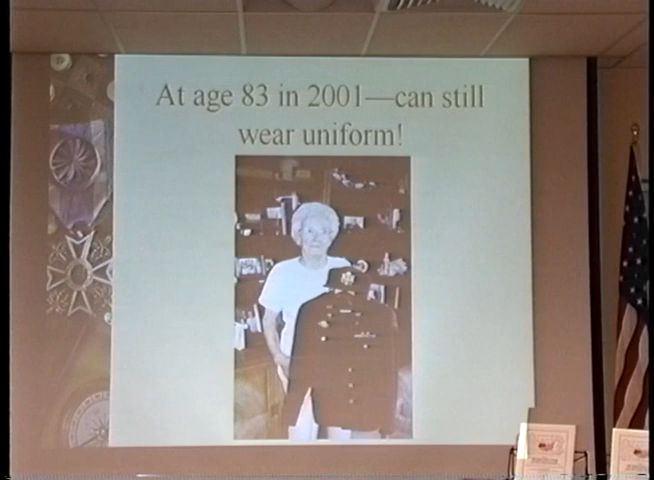 At age 83 in 2001—can still
wear uniform!